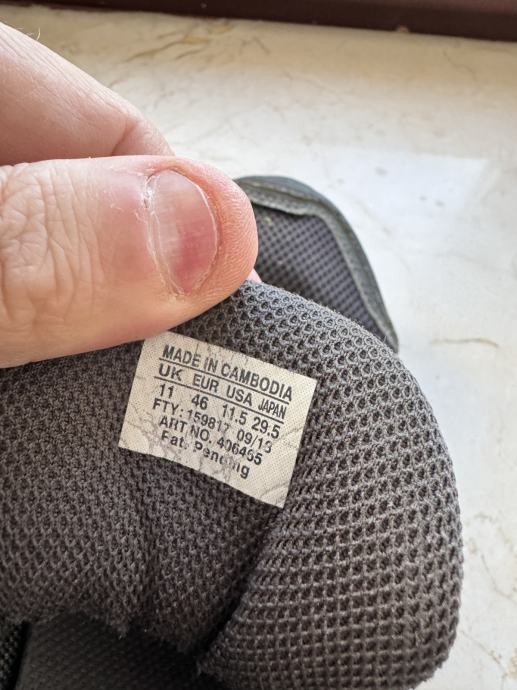 MADE IN CAMBODIA
UK EUR USA JAPAN
11 46 11.5 29.5
FTY: 159817 09/13
ART NO. 406465
Pat. Pending